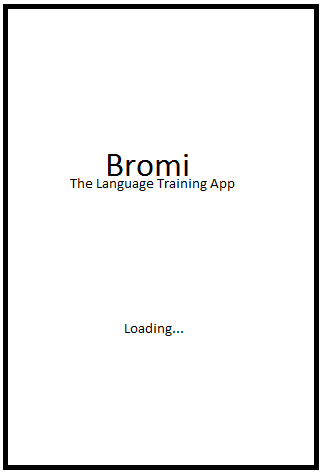 Bromi
The Language Training App
Loading...